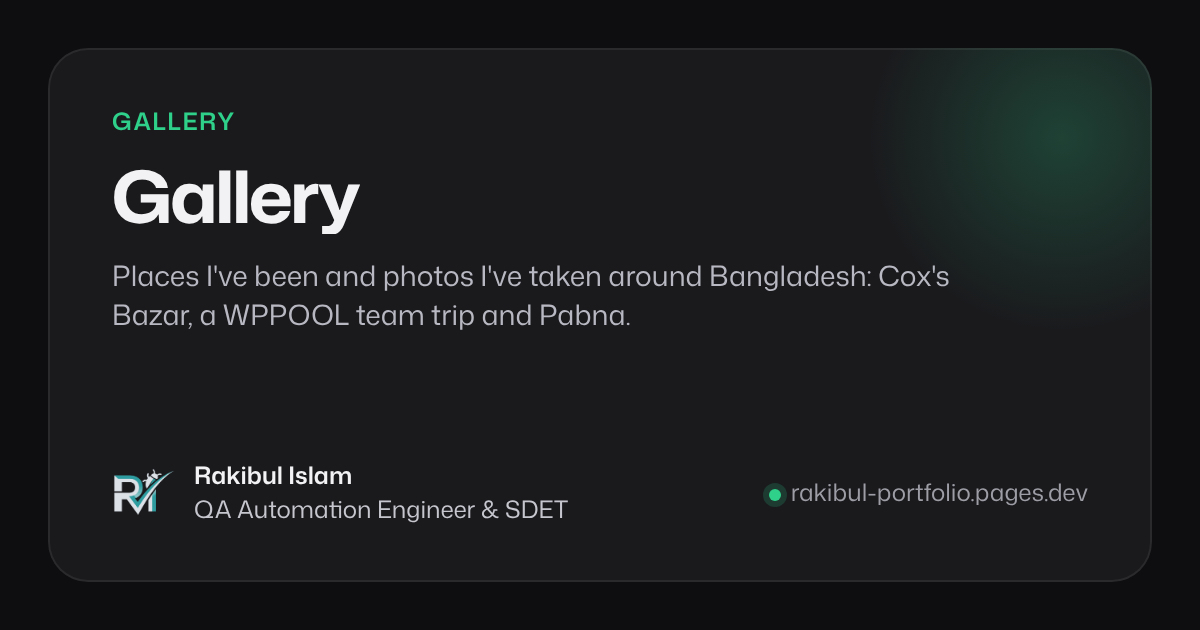 GALLERY
Gallery
Places I've been and photos I've taken around Bangladesh: Cox's
Bazar, a WPPOOL team trip and Pabna.
Rakibul Islam
QA Automation Engineer & SDET
rakibul-portfolio.pages.dev